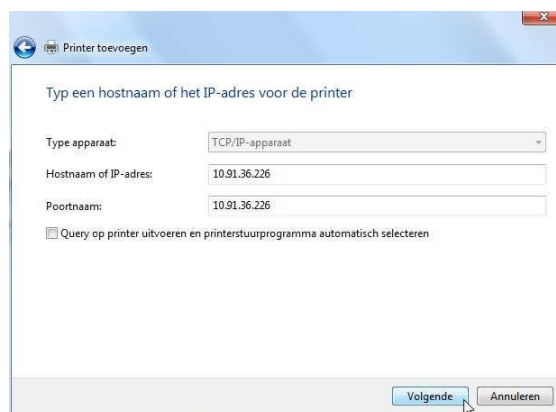 Printer toevoegen
Typ een hostnaam of het IP-adres voor de printer
Type apparaat: TCP/IP-apparaat
Hostnaam of IP-adres: 10.91.36.226
Poortnaam: 10.91.36.226
Query op printer uitvoeren en printerstuurprogramma automatisch selecteren
Volgende Annuleren